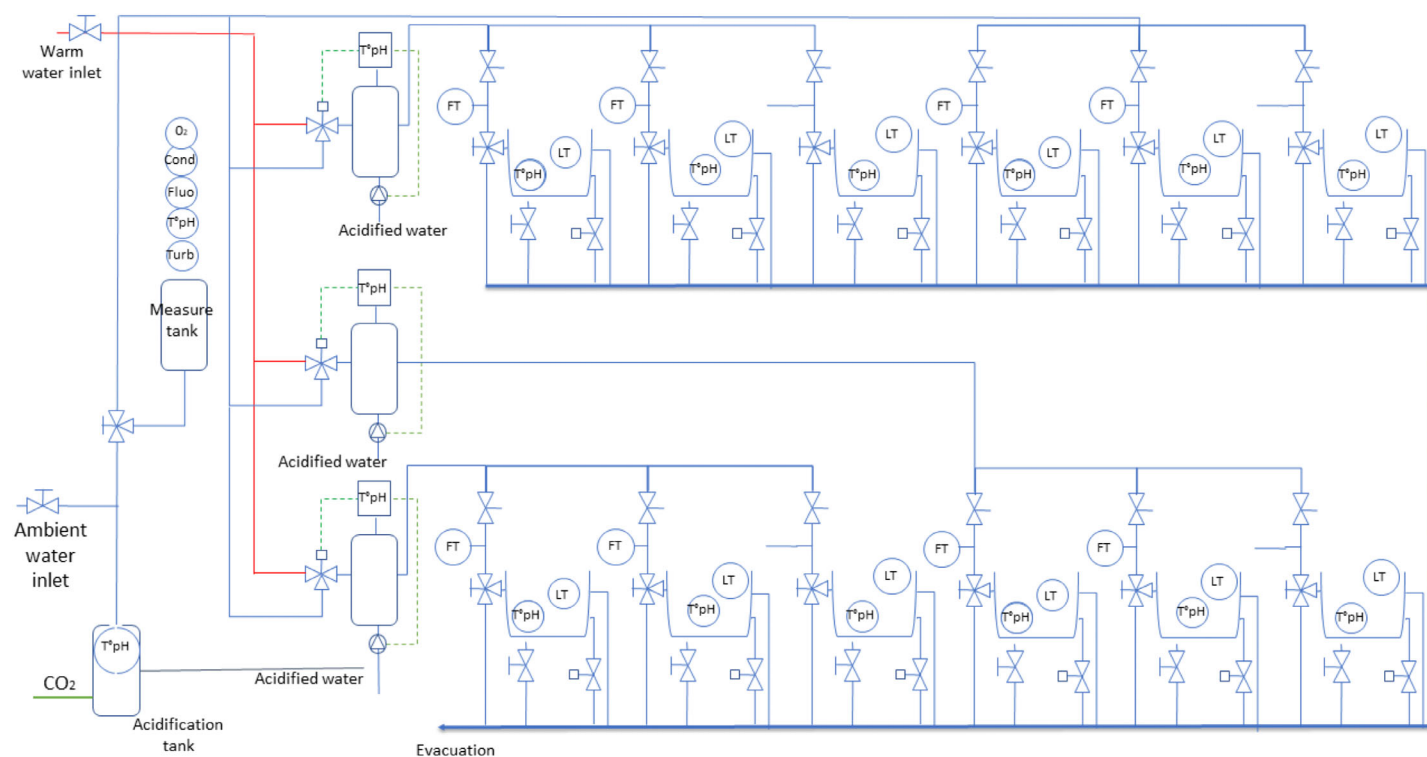 Warm
water inlet
T°pH
FT
FT
FT
FT
O₂
Cond
Fluo
T°pH
Turb
LT
LT
LT
LT
LT
LT
T°pH
T°pH
T°pH
T°pH
T°pH
T°pH
Acidified water
Measure
tank
T°pH
Acidified water
T°pH
Ambient
water
inlet
FT
FT
FT
FT
LT
LT
LT
LT
LT
LT
T°pH
T°pH
T°pH
T°pH
T°pH
T°pH
T°pH
CO₂
Acidified water
Acidification
tank
Evacuation